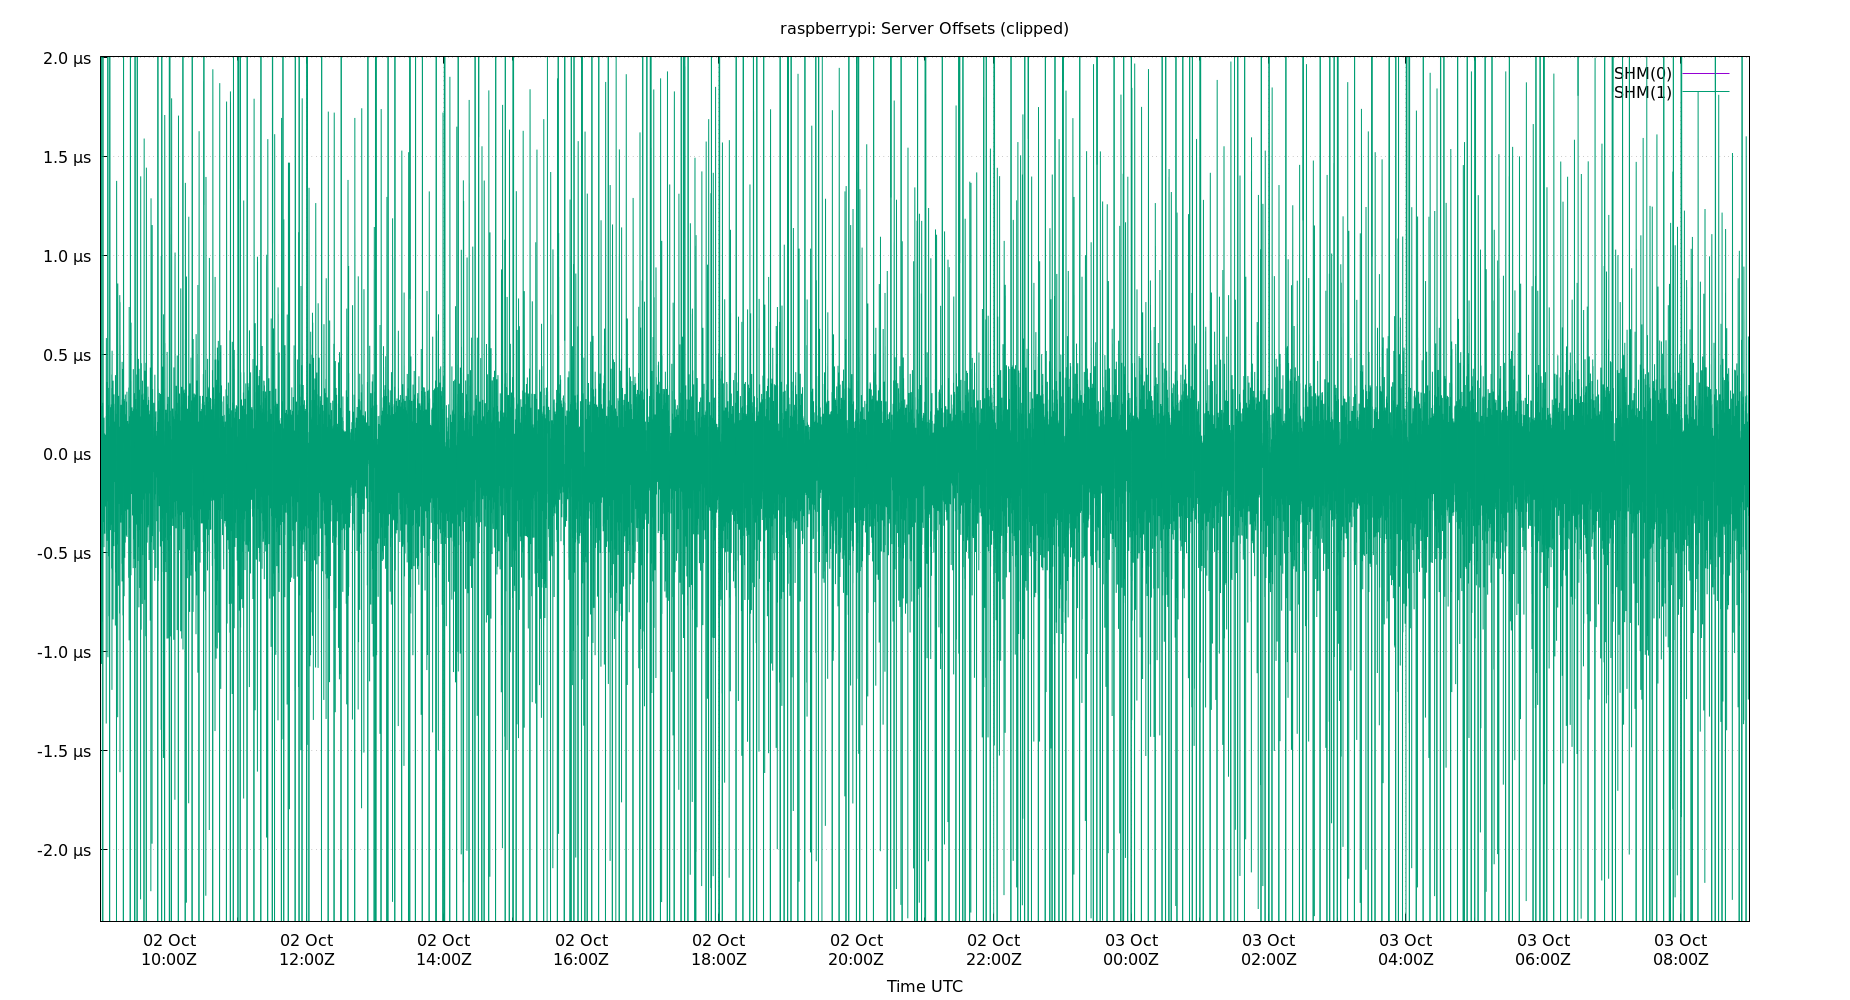 raspberrypi: Server Offsets (clipped)
SHM(0)
SHM(1)
2.0 µs
1.5 µs
1.0 µs
0.5 µs
0.0 µs
-0.5 µs
-1.0 µs
-1.5 µs
-2.0 µs
02 Oct 02 Oct 02 Oct 02 Oct 02 Oct 02 Oct 02 Oct 03 Oct 03 Oct 03 Oct 03 Oct 03 Oct
10:00Z 12:00Z 14:00Z 16:00Z 18:00Z 20:00Z 22:00Z 00:00Z 02:00Z 04:00Z 06:00Z 08:00Z
Time UTC